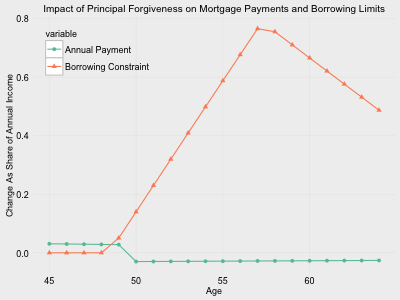 Impact of Principal Forgiveness on Mortgage Payments and Borrowing Limits
variable
Annual Payment
Borrowing Constraint
Change As Share of Annual Income
0.8
0.6
0.4
0.2
0.0
45
50
55
60
Age